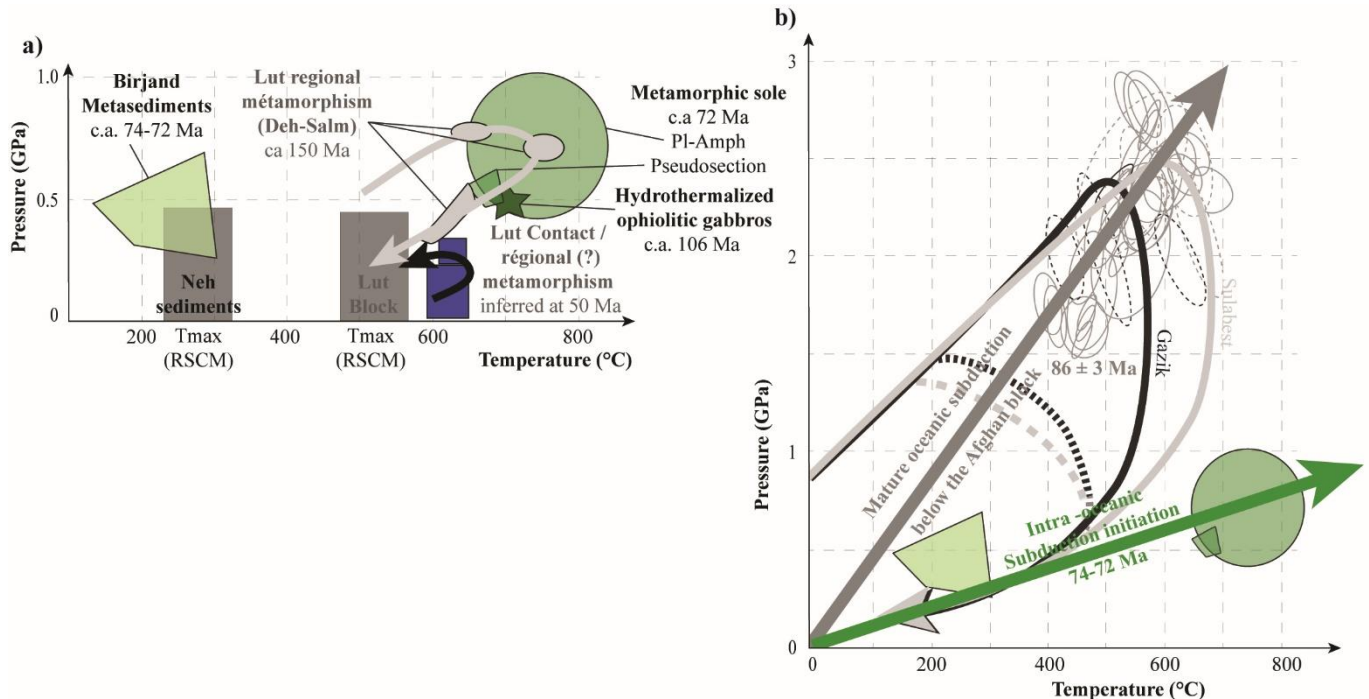 a)
1.0
0.5
0
Pressure (GPa)
Birjand
Metasediments
c.a. 74-72 Ma
Lut regional
métamorphism
(Deh-Salm)
ca 150 Ma
Metamorphic sole
c.a 72 Ma
Pl-Amph
Pseudosection
Hydrothermalized
ophiolitic gabbros
c.a. 106 Ma
Lut Contact /
régional (?)
metamorphism
inferred at 50 Ma
Neh
sediments
Lut
Block
200
400
600
800
Tmax
(RSCM)
Tmax
(RSCM)
Temperature (°C)
b)
3
2
1
0
Pressure (GPa)
Sulabest
Gazik
86 ± 3 Ma
Mature oceanic subduction
below the Afghan block
Intra -oceanic
Subduction initiation
74-72 Ma
0
200
400
600
800
Temperature (°C)